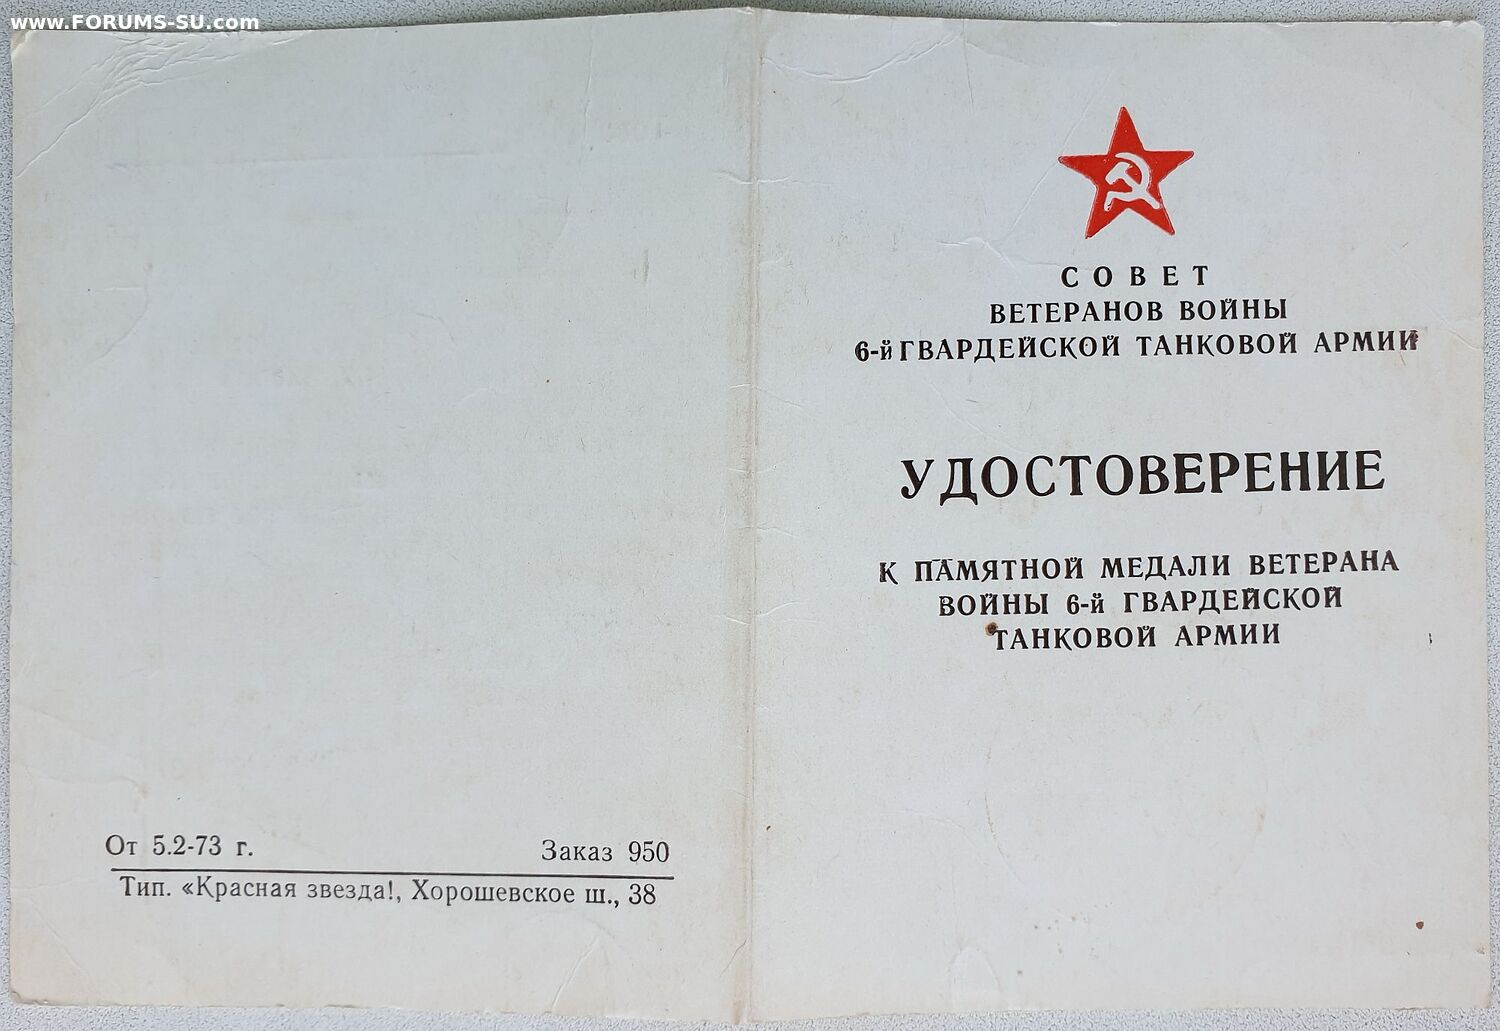 www.FORUMS-SU.com
От 5.2-73 г. Заказ 950
Тип. «Красная звезда!, Хорошевское ш., 38
СОВЕТ
ВЕТЕРАНОВ ВОЙНЫ
6-й ГВАРДЕЙСКОЙ ТАНКОВОЙ АРМИИ
УДОСТОВЕРЕНИЕ
К ПАМЯТНОЙ МЕДАЛИ ВЕТЕРАНА
ВОЙНЫ 6-й ГВАРДЕЙСКОЙ
ТАНКОВОЙ АРМИИ